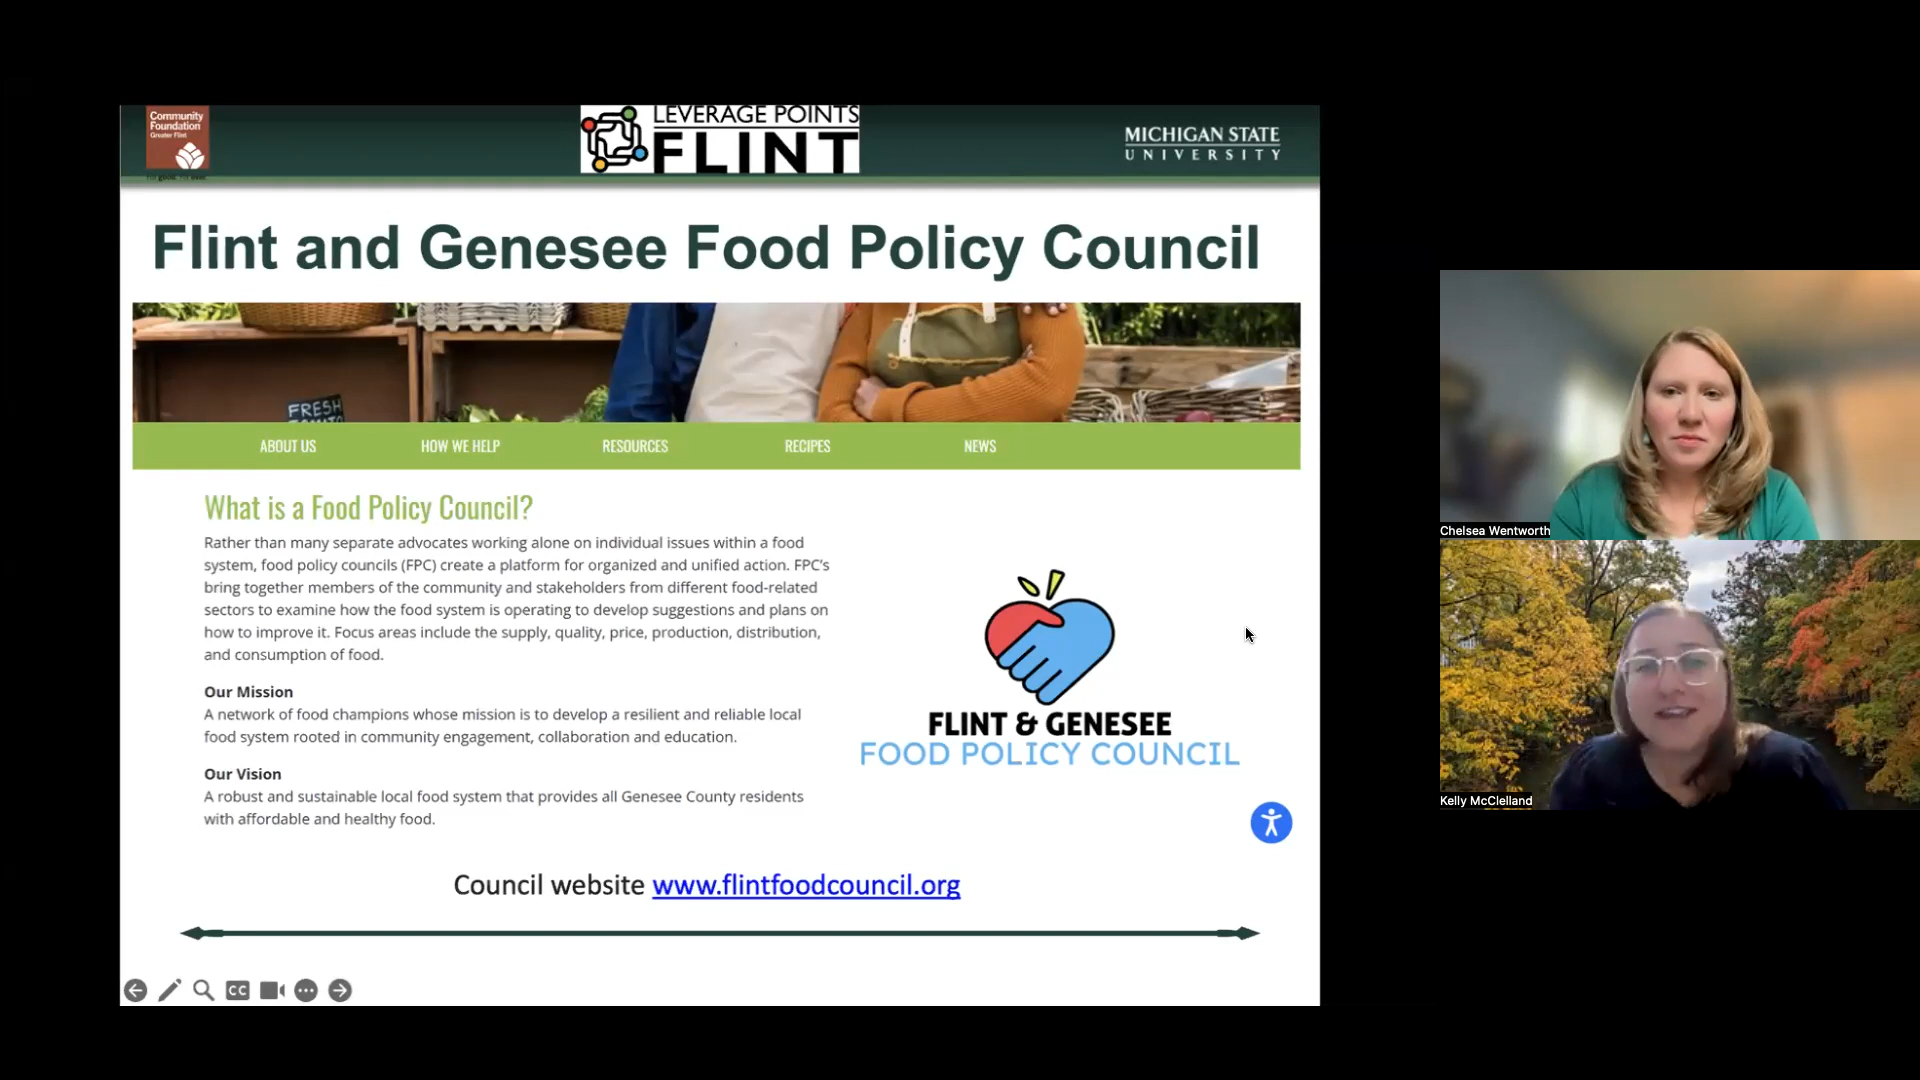 Community
Foundation
Greater Flint
LEVERAGE POINTS
FLINT
MICHIGAN STATE
UNIVERSITY
Flint and Genesee Food Policy Council
FRESH
ABOUT US
HOW WE HELP
RESOURCES
RECIPES
NEWS
What is a Food Policy Council?
Rather than many separate advocates working alone on individual issues within a food
system, food policy councils (FPC) create a platform for organized and unified action. FPC's
bring together members of the community and stakeholders from different food-related
sectors to examine how the food system is operating to develop suggestions and plans on
how to improve it. Focus areas include the supply, quality, price, production, distribution,
and consumption of food.
Our Mission
A network of food champions whose mission is to develop a resilient and reliable local
food system rooted in community engagement, collaboration and education.
Our Vision
A robust and sustainable local food system that provides all Genesee County residents
with affordable and healthy food.
FLINT & GENESEE
FOOD POLICY COUNCIL
Council website www.flintfoodcouncil.org
CC
Chelsea Wentworth
Kelly McClelland